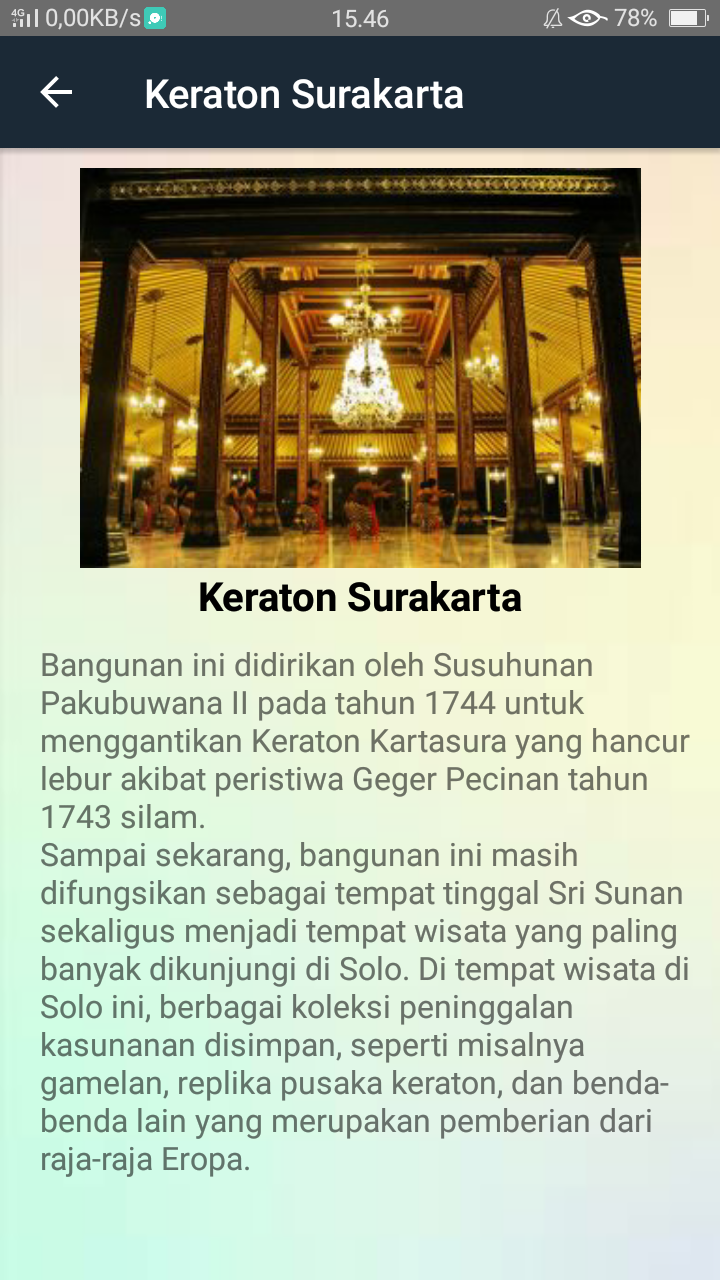 4G 0,00KB/s 15.46 78%
Keraton Surakarta
Keraton Surakarta
Bangunan ini didirikan oleh Susuhunan
Pakubuwana II pada tahun 1744 untuk
menggantikan Keraton Kartasura yang hancur
lebur akibat peristiwa Geger Pecinan tahun
1743 silam.
Sampai sekarang, bangunan ini masih
difungsikan sebagai tempat tinggal Sri Sunan
sekaligus menjadi tempat wisata yang paling
banyak dikunjungi di Solo. Di tempat wisata di
Solo ini, berbagai koleksi peninggalan
kasunanan disimpan, seperti misalnya
gamelan, replika pusaka keraton, dan benda-
benda lain yang merupakan pemberian dari
raja-raja Eropa.